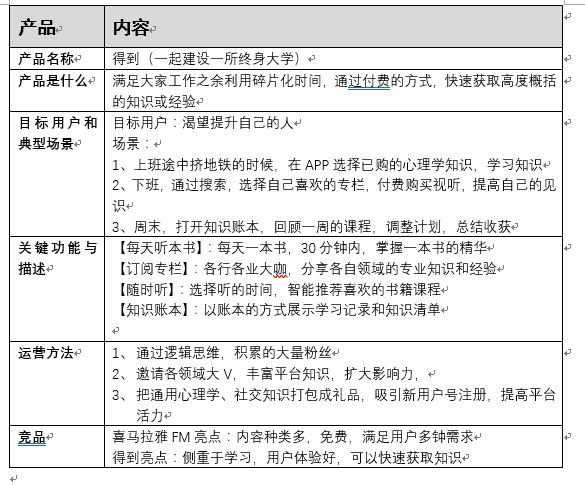 产品 内容
产品名称 得到（一起建设一所终身大学）
产品是什么 满足大家工作之余利用碎片化时间，通过付费的方式，快速获取高度概括
的知识或经验
目标用户和 目标用户：渴望提升自己的人
典型场景 场景：
1、上班途中挤地铁的时候，在 APP 选择已购的心理学知识，学习知识
2、下班，通过搜索，选择自己喜欢的专栏，付费购买视听，提高自己的见
识
3、周末，打开知识账本，回顾一周的课程，调整计划，总结收获
关键功能与 【每天听本书】：每天一本书，30 分钟内，掌握一本书的精华
描述 【订阅专栏】：各行各业大咖，分享各自领域的专业知识和经验
【随时听】：选择听的时间，智能推荐喜欢的书籍课程
【知识账本】：以账本的方式展示学习记录和知识清单
运营方法 1、 通过逻辑思维，积累的大量粉丝
2、 邀请各领域大 V，丰富平台知识，扩大影响力，
3、 把通用心理学、社交知识打包成礼品，吸引新用户号注册，提高平台
活力
竞品 喜马拉雅 FM 亮点：内容种类多，免费，满足用户多钟需求
得到亮点：侧重于学习，用户体验好，可以快速获取知识